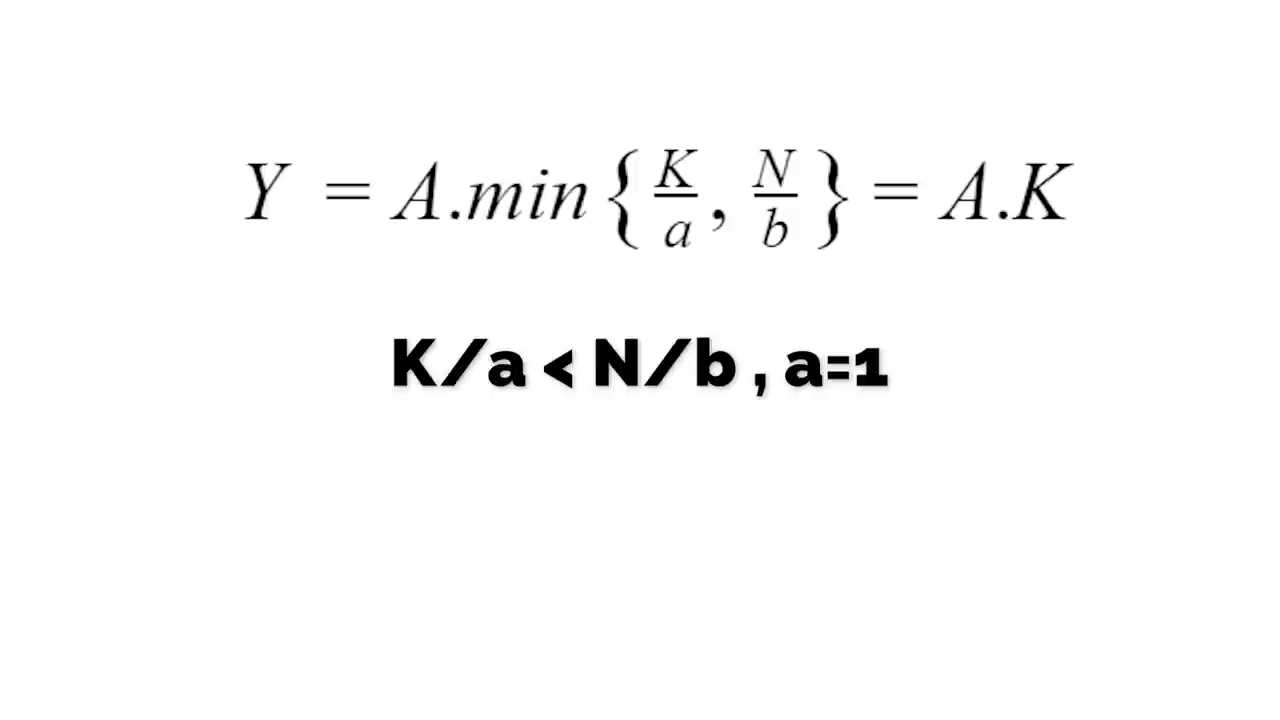 Y = A.min{K/a, N/b} = A.K
K/a < N/b , a=1